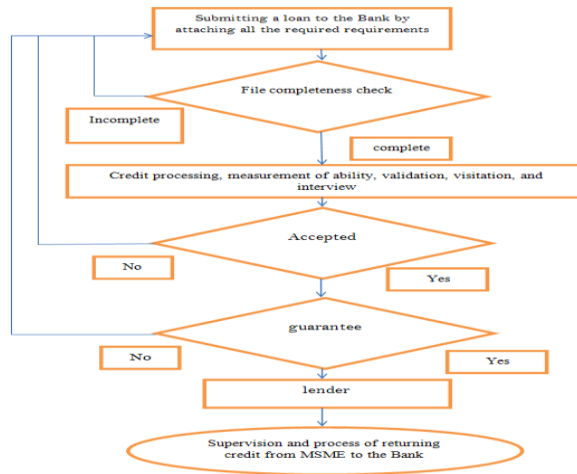 Submitting a loan to the Bank by
attaching all the required requirements
File completeness check
Incomplete
complete
Credit processing, measurement of ability, validation, visitation, and
interview
Accepted
No
Yes
guarantee
No
Yes
lender
Supervision and process of returning
credit from MSME to the Bank